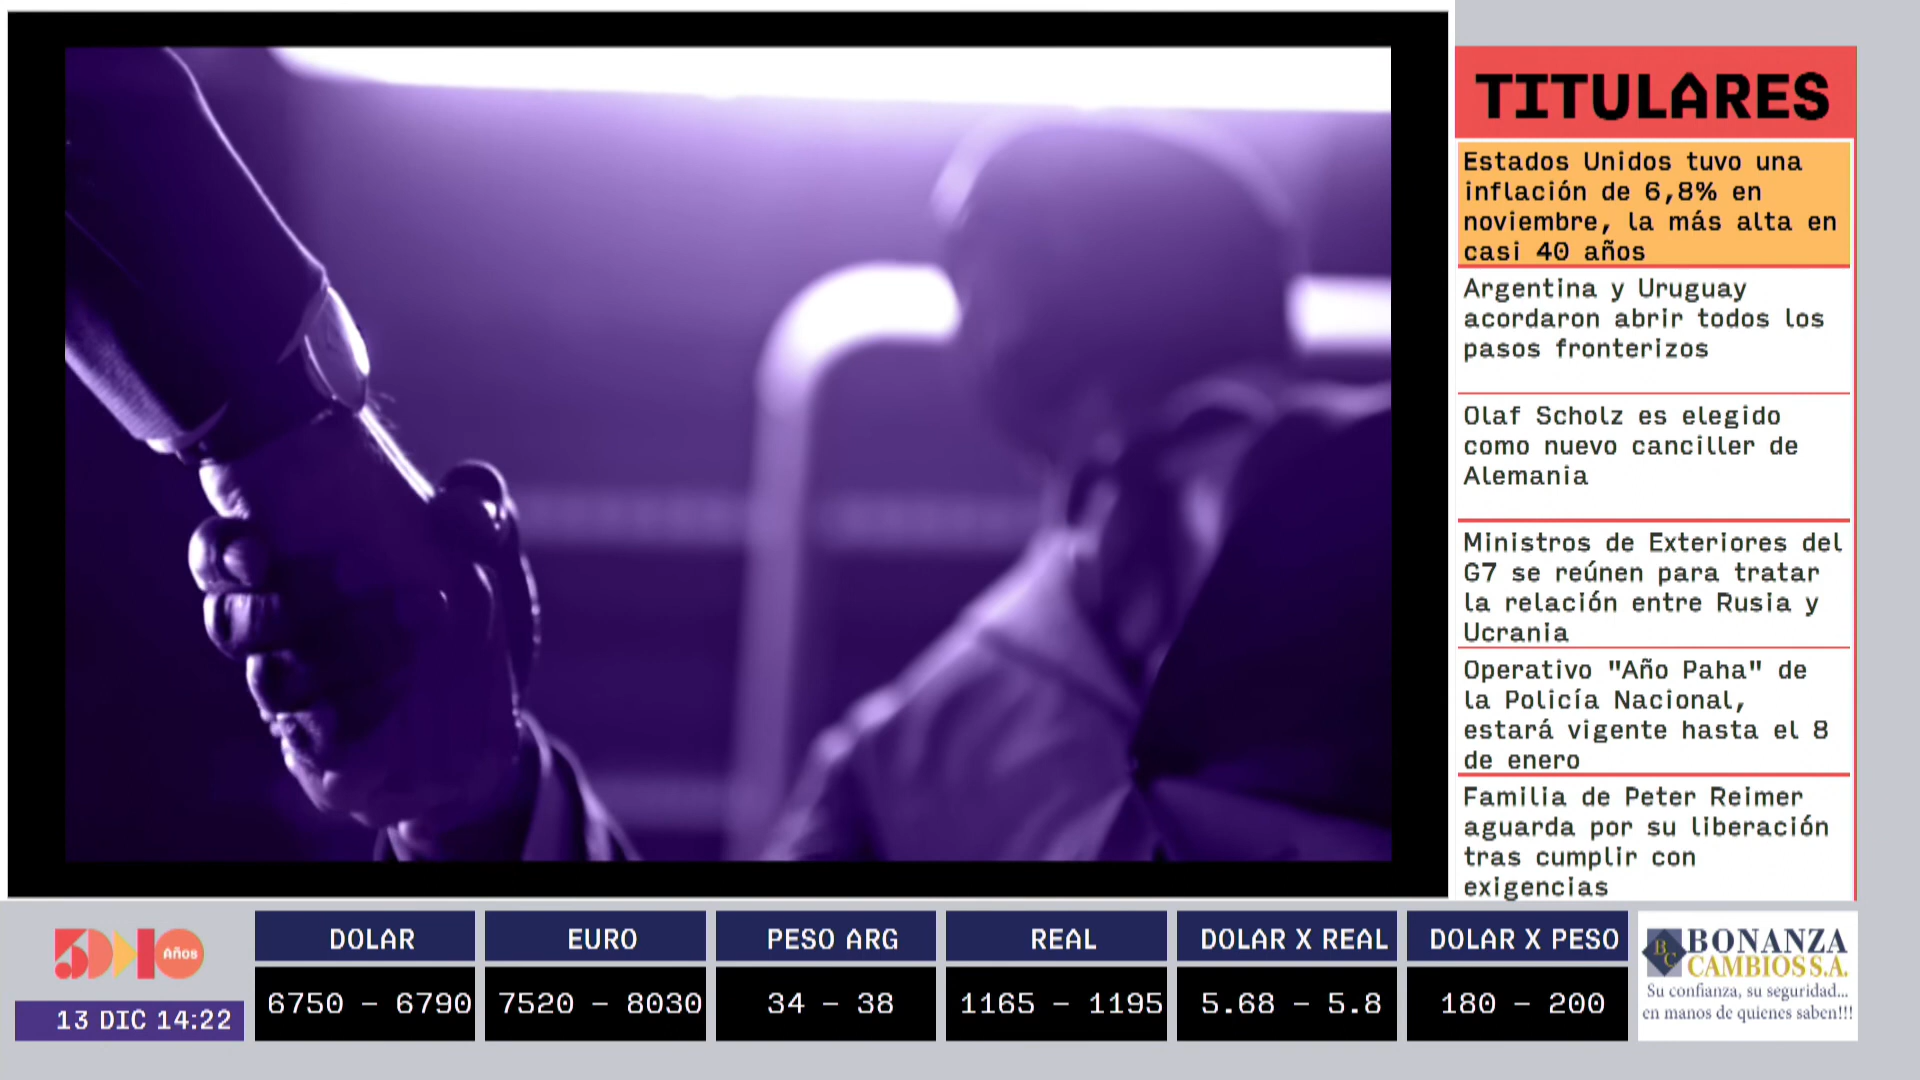 TITULARES
Estados Unidos tuvo una
inflación de 6,8% en
noviembre, la más alta en
casi 40 años
Argentina y Uruguay
acordaron abrir todos los
pasos fronterizos
Olaf Scholz es elegido
como nuevo canciller de
Alemania
Ministros de Exteriores del
G7 se reúnen para tratar
la relación entre Rusia y
Ucrania
Operativo "Año Paha" de
la Policía Nacional,
estará vigente hasta el 8
de enero
Familia de Peter Reimer
aguarda por su liberación
tras cumplir con
exigencias
5D10 Años
13 DIC 14:22
DOLAR
6750 - 6790
EURO
7520 - 8030
PESO ARG
34 - 38
REAL
1165 - 1195
DOLAR X REAL
5.68 - 5.8
DOLAR X PESO
180 - 200
BC BONANZA
CAMBIOS S.A.
Su confianza, su seguridad...
en manos de quienes saben!!!